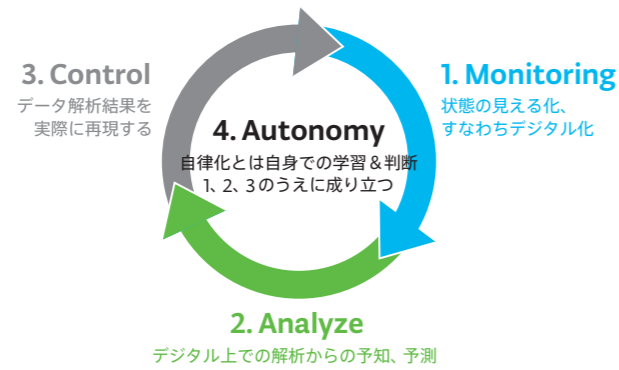 1. Monitoring
状態の見える化、
すなわちデジタル化
2. Analyze
デジタル上での解析からの予知、予測
3. Control
データ解析結果を
実際に再現する
4. Autonomy
自律化とは自身での学習＆判断
1、2、3のうえに成り立つ